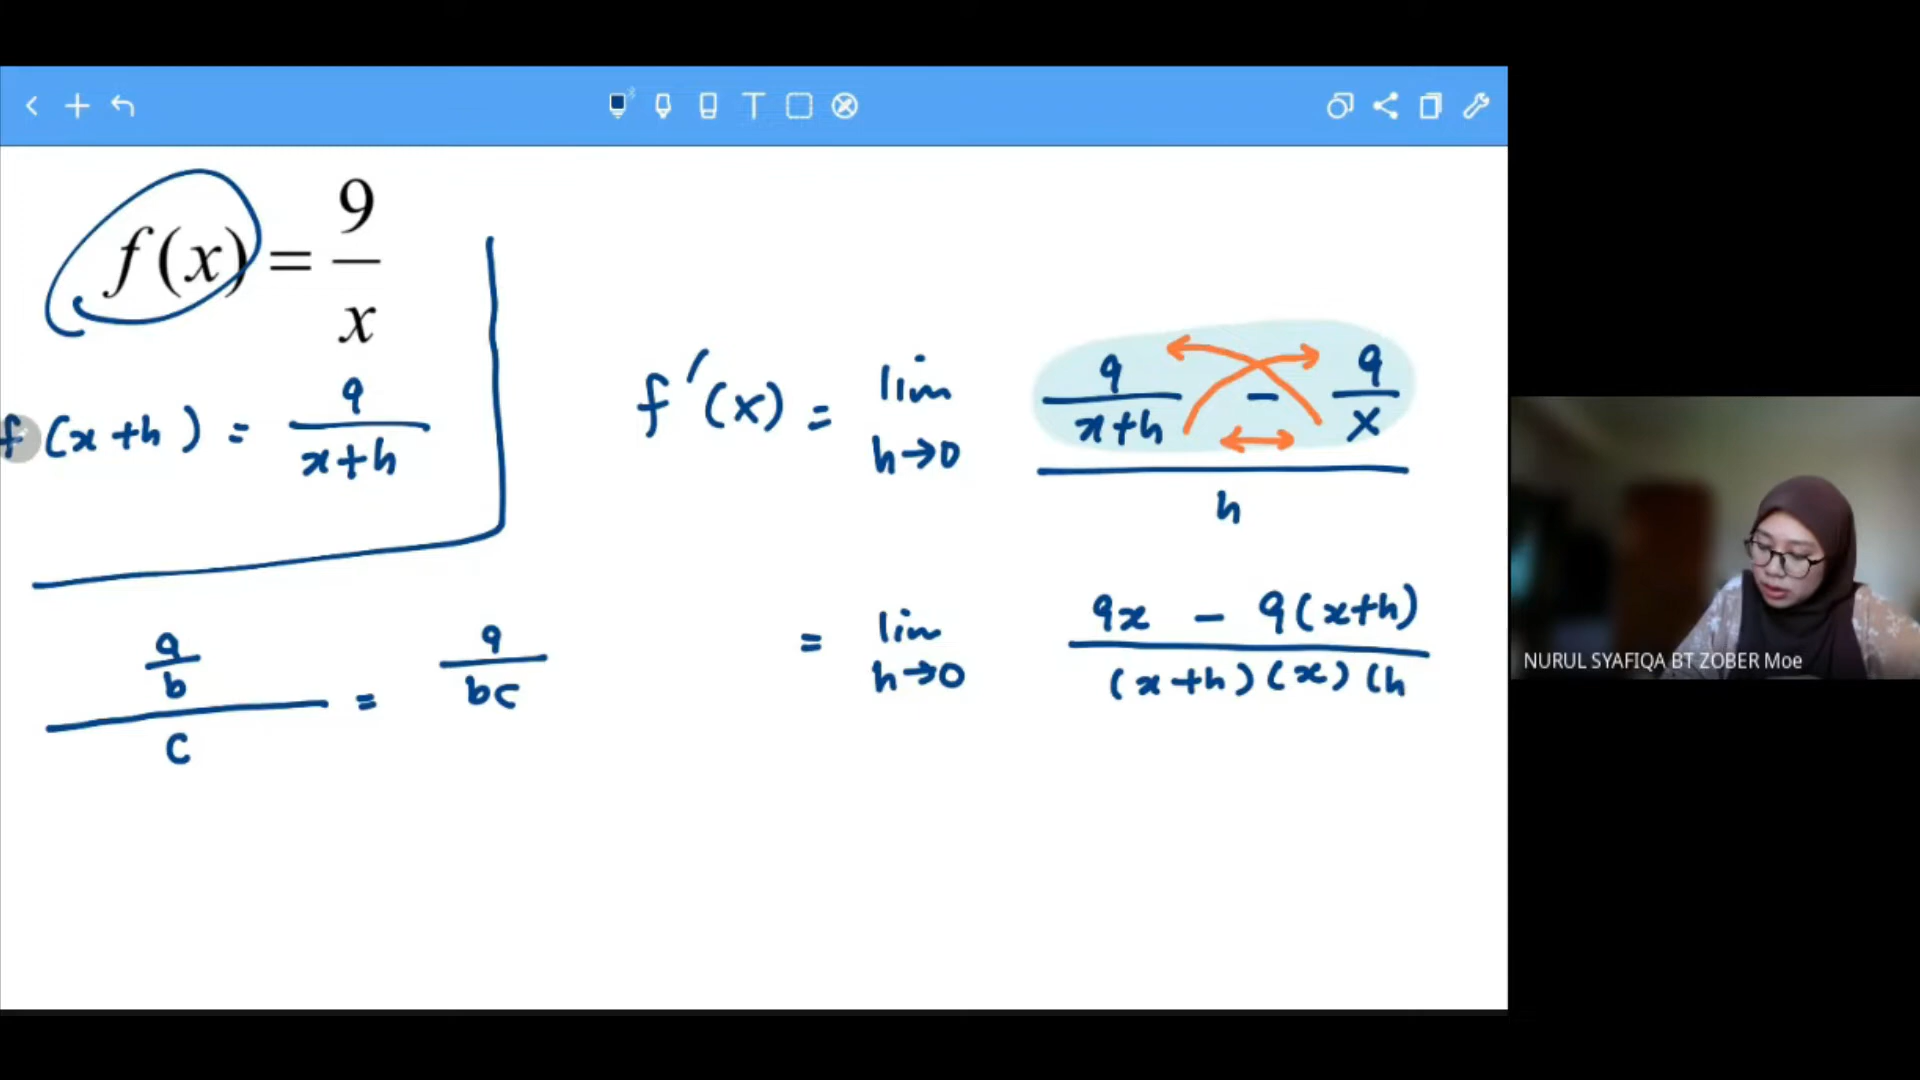 f(x) = 9/x
f(x+h) = 9/(x+h)
f'(x) = lim h→0 (9/(x+h) - 9/x)/h
= lim h→0 (9x - 9(x+h))/((x+h)(x)(h
(a/b)/c = a/(bc)
NURUL SYAFIQA BT ZOBER Moe